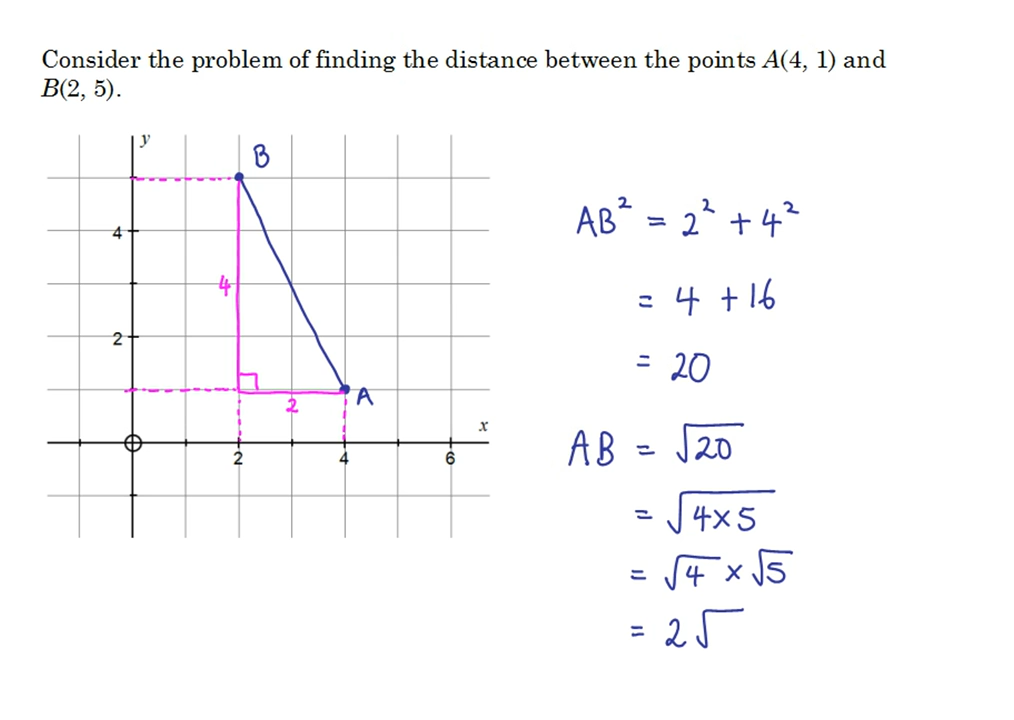 Consider the problem of finding the distance between the points A(4, 1) and
B(2, 5).
y
B
4
4
2
A
2
x
2
4
6
AB² = 2² + 4²
= 4 + 16
= 20
AB = √20
= √4×5
= √4 × √5
= 2√